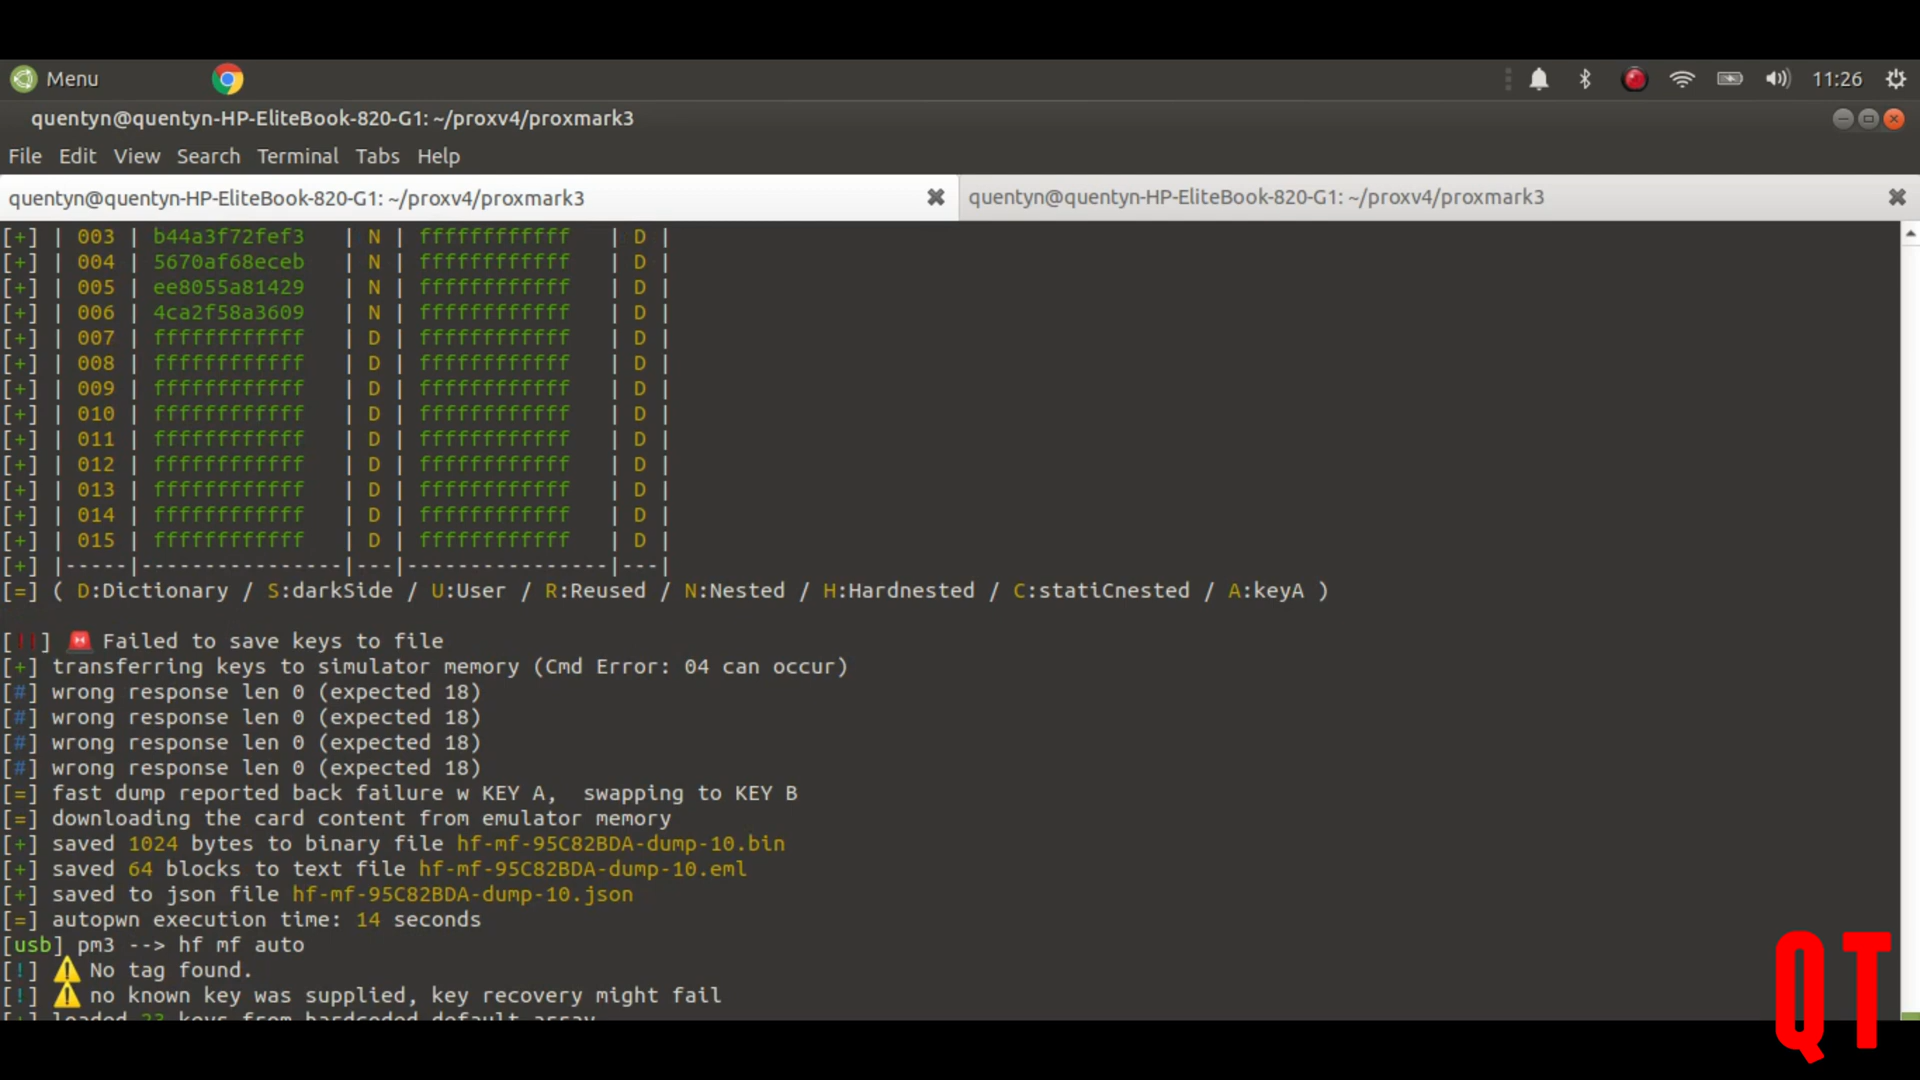 Menu
11:26
quentyn@quentyn-HP-EliteBook-820-G1: ~/proxv4/proxmark3
File Edit View Search Terminal Tabs Help
quentyn@quentyn-HP-EliteBook-820-G1: ~/proxv4/proxmark3 quentyn@quentyn-HP-EliteBook-820-G1: ~/proxv4/proxmark3
[+] | 003 | b44a3f72fef3 | N | ffffffffffff | D |
[+] | 004 | 5670af68eceb | N | ffffffffffff | D |
[+] | 005 | ee8055a81429 | N | ffffffffffff | D |
[+] | 006 | 4ca2f58a3609 | N | ffffffffffff | D |
[+] | 007 | ffffffffffff | D | ffffffffffff | D |
[+] | 008 | ffffffffffff | D | ffffffffffff | D |
[+] | 009 | ffffffffffff | D | ffffffffffff | D |
[+] | 010 | ffffffffffff | D | ffffffffffff | D |
[+] | 011 | ffffffffffff | D | ffffffffffff | D |
[+] | 012 | ffffffffffff | D | ffffffffffff | D |
[+] | 013 | ffffffffffff | D | ffffffffffff | D |
[+] | 014 | ffffffffffff | D | ffffffffffff | D |
[+] | 015 | ffffffffffff | D | ffffffffffff | D |
[+] |-----|----------------|---|----------------|---|
[=] ( D:Dictionary / S:darkSide / U:User / R:Reused / N:Nested / H:Hardnested / C:statiCnested / A:keyA )
[!!] 🚨 Failed to save keys to file
[+] transferring keys to simulator memory (Cmd Error: 04 can occur)
[#] wrong response len 0 (expected 18)
[#] wrong response len 0 (expected 18)
[#] wrong response len 0 (expected 18)
[#] wrong response len 0 (expected 18)
[=] fast dump reported back failure w KEY A,  swapping to KEY B
[=] downloading the card content from emulator memory
[+] saved 1024 bytes to binary file hf-mf-95C82BDA-dump-10.bin
[+] saved 64 blocks to text file hf-mf-95C82BDA-dump-10.eml
[+] saved to json file hf-mf-95C82BDA-dump-10.json
[=] autopwn execution time: 14 seconds
[usb] pm3 --> hf mf auto
[!] ⚠️ No tag found.
[!] ⚠️ no known key was supplied, key recovery might fail
[+] loaded 23 keys from hardcoded default array
QT